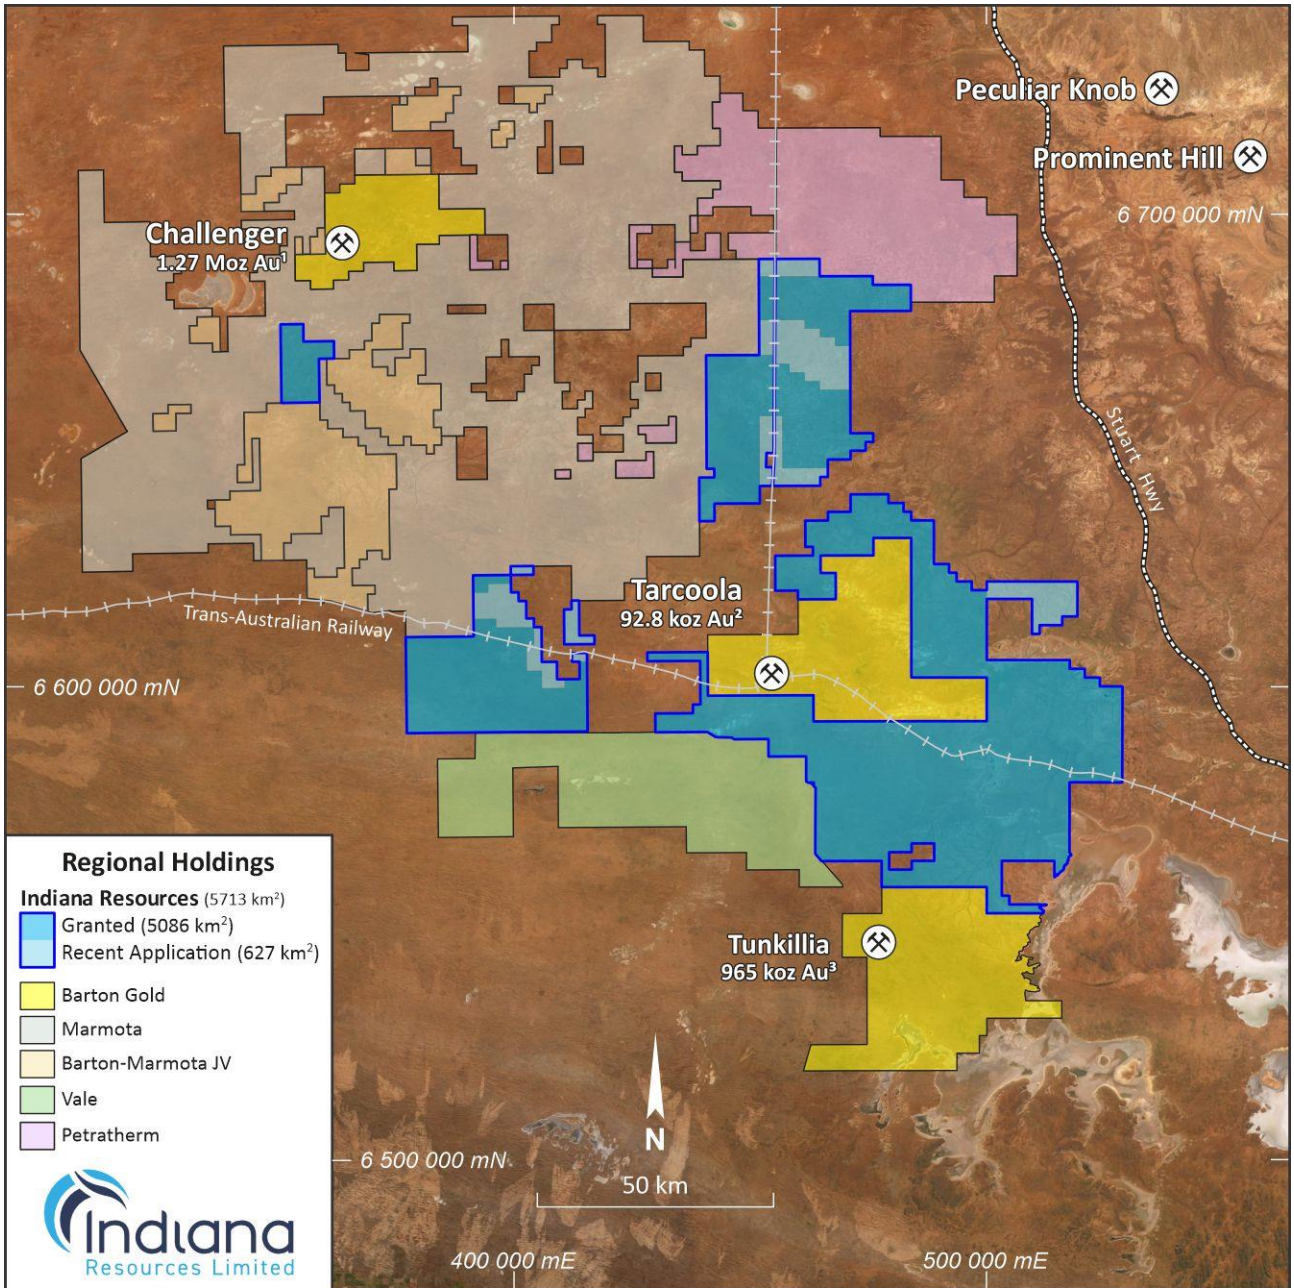 Peculiar Knob
Prominent Hill
6 700 000 mN
Challenger
1.27 Moz Au¹
Stuart Hwy
Tarcoola
92.8 koz Au²
Trans-Australian Railway
6 600 000 mN
Tunkillia
965 koz Au³
Regional Holdings
Indiana Resources (5713 km²)
Granted (5086 km²)
Recent Application (627 km²)
Barton Gold
Marmota
Barton-Marmota JV
Vale
Petratherm
N
50 km
6 500 000 mN
400 000 mE
500 000 mE
Indiana
Resources Limited